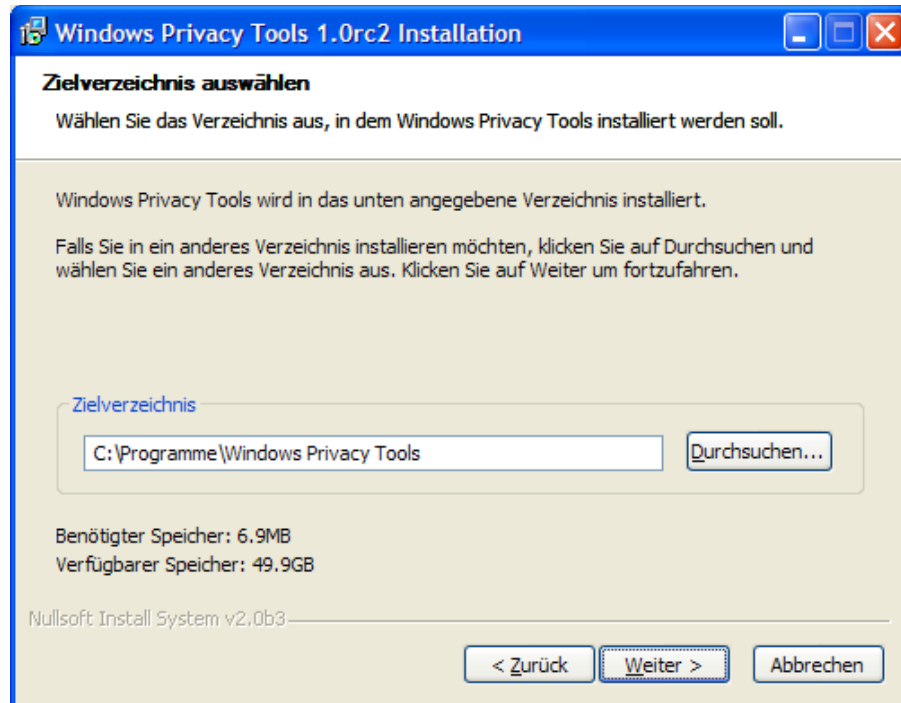 Windows Privacy Tools 1.0rc2 Installation
Zielverzeichnis auswählen
Wählen Sie das Verzeichnis aus, in dem Windows Privacy Tools installiert werden soll.
Windows Privacy Tools wird in das unten angegebene Verzeichnis installiert.
Falls Sie in ein anderes Verzeichnis installieren möchten, klicken Sie auf Durchsuchen und
wählen Sie ein anderes Verzeichnis aus. Klicken Sie auf Weiter um fortzufahren.
Zielverzeichnis
C:\Programme\Windows Privacy Tools
Durchsuchen...
Benötigter Speicher: 6.9MB
Verfügbarer Speicher: 49.9GB
Nullsoft Install System v2.0b3
< Zurück
Weiter >
Abbrechen